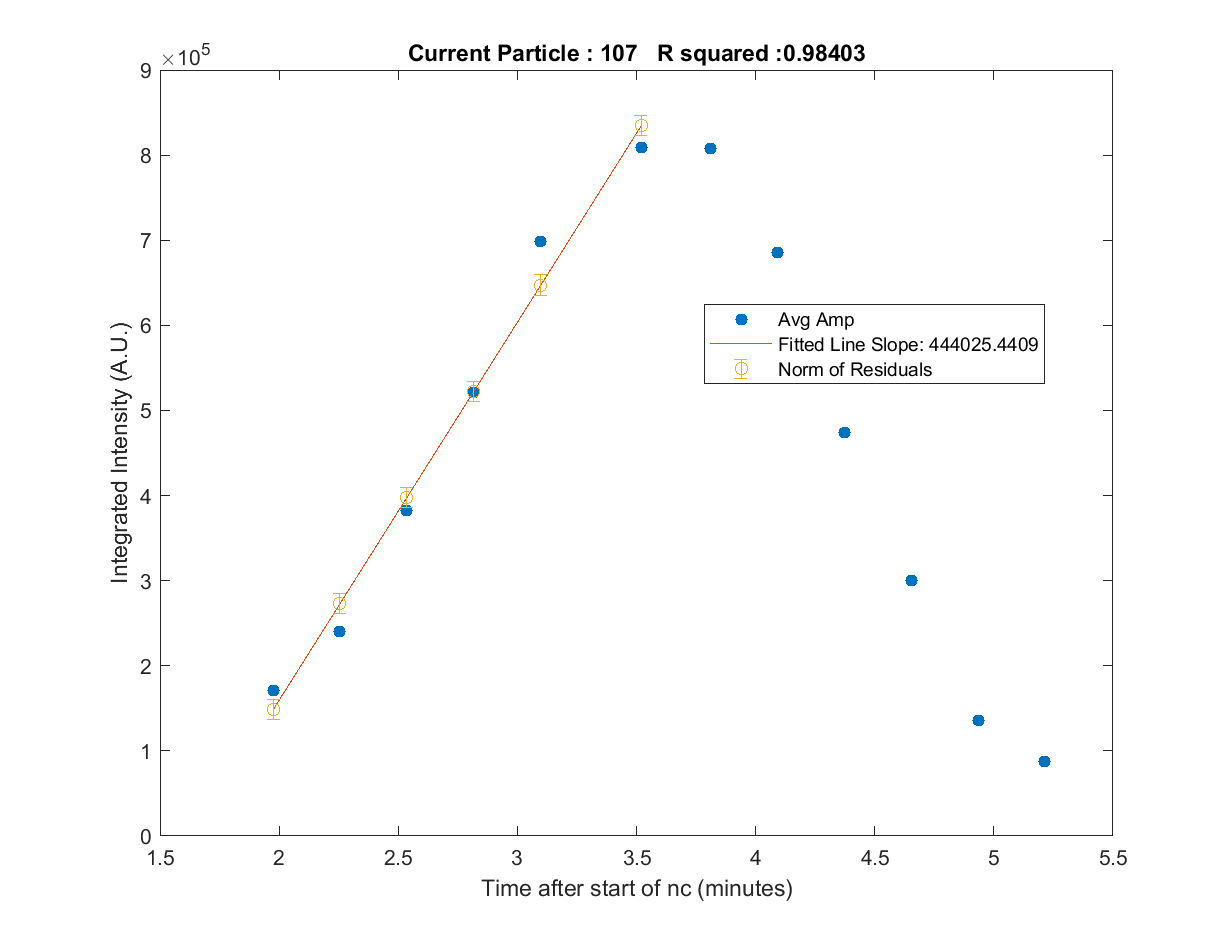 Current Particle : 107 R squared :0.98403
×10^5
9
8
7
6
5
4
3
2
1
0
Integrated Intensity (A.U.)
Avg Amp
Fitted Line Slope: 444025.4409
Norm of Residuals
1.5 2 2.5 3 3.5 4 4.5 5 5.5
Time after start of nc (minutes)